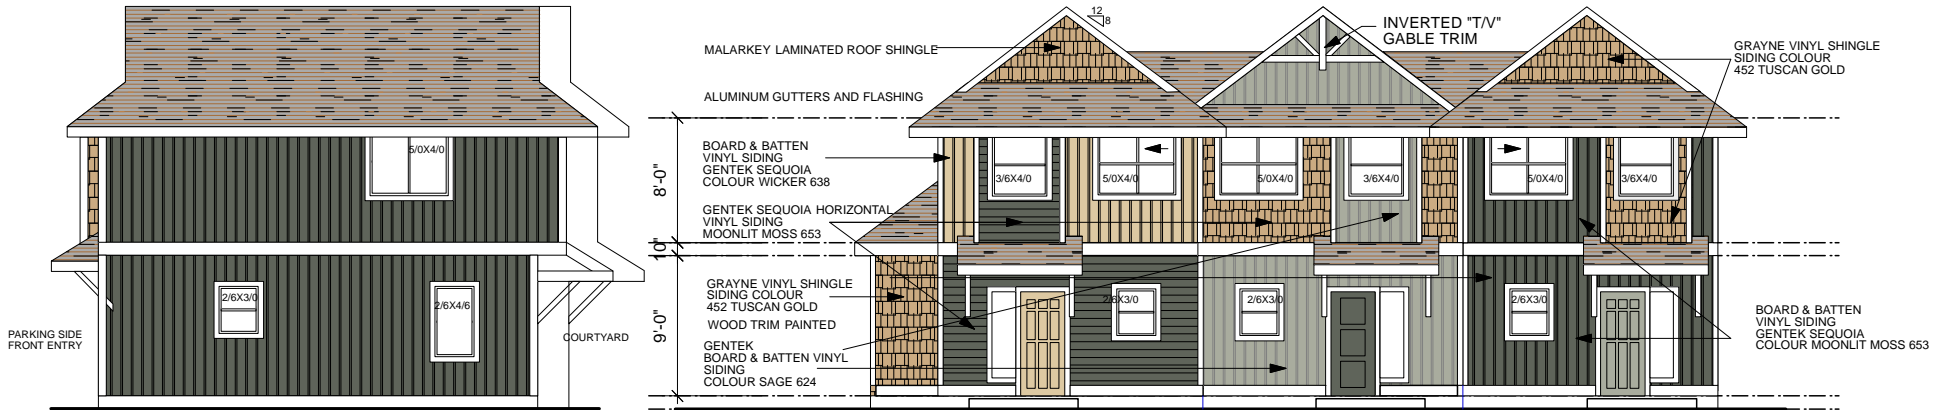 12
8
INVERTED "T/V"
GABLE TRIM
MALARKEY LAMINATED ROOF SHINGLE
GRAYNE VINYL SHINGLE
SIDING COLOUR
452 TUSCAN GOLD
ALUMINUM GUTTERS AND FLASHING
BOARD & BATTEN
VINYL SIDING
GENTEK SEQUOIA
COLOUR WICKER 638
8'-0"
5/0X4/0
3/6X4/0
5/0X4/0
5/0X4/0
3/6X4/0
5/0X4/0
3/6X4/0
GENTEK SEQUOIA HORIZONTAL
VINYL SIDING
MOONLIT MOSS 653
10"
GRAYNE VINYL SHINGLE
SIDING COLOUR
452 TUSCAN GOLD
WOOD TRIM PAINTED
9'-0"
2/6X3/0
2/6X4/6
2/6X3/0
2/6X3/0
2/6X3/0
PARKING SIDE
FRONT ENTRY
COURTYARD
GENTEK
BOARD & BATTEN VINYL
SIDING
COLOUR SAGE 624
BOARD & BATTEN
VINYL SIDING
GENTEK SEQUOIA
COLOUR MOONLIT MOSS 653